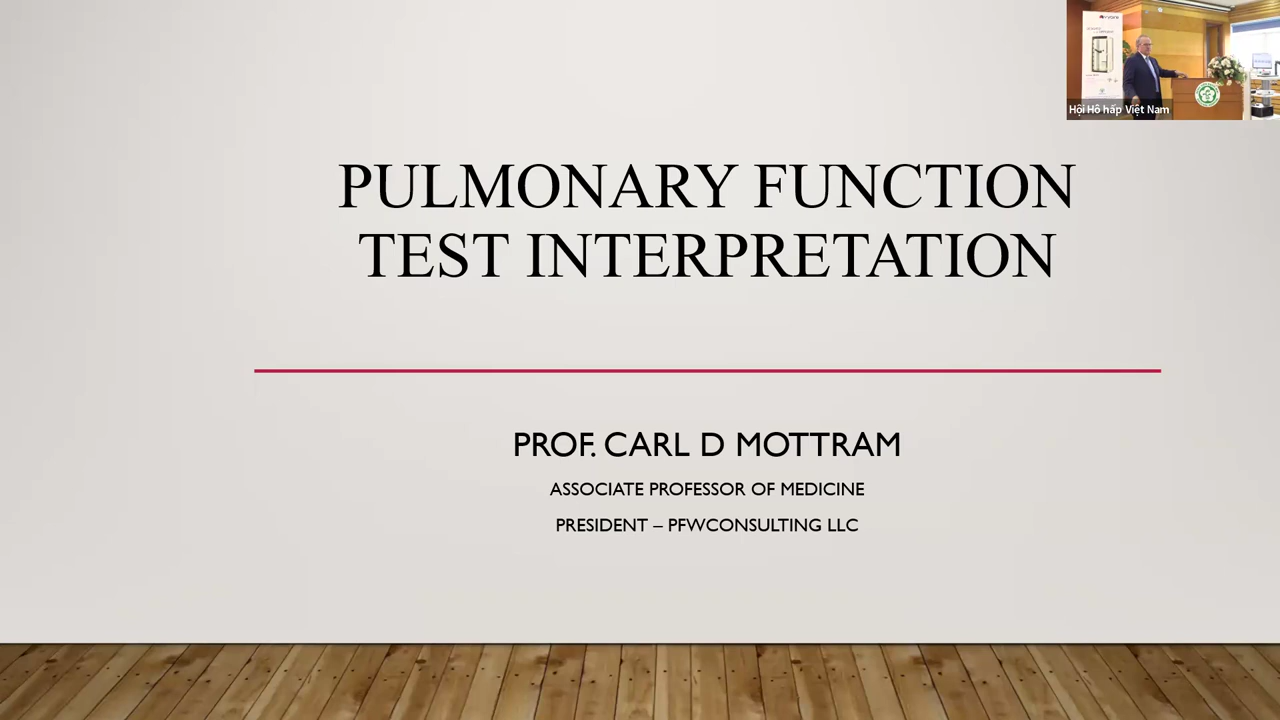 PULMONARY FUNCTION
TEST INTERPRETATION
PROF. CARL D MOTTRAM
ASSOCIATE PROFESSOR OF MEDICINE
PRESIDENT – PFWCONSULTING LLC
Hội Hô hấp Việt Nam